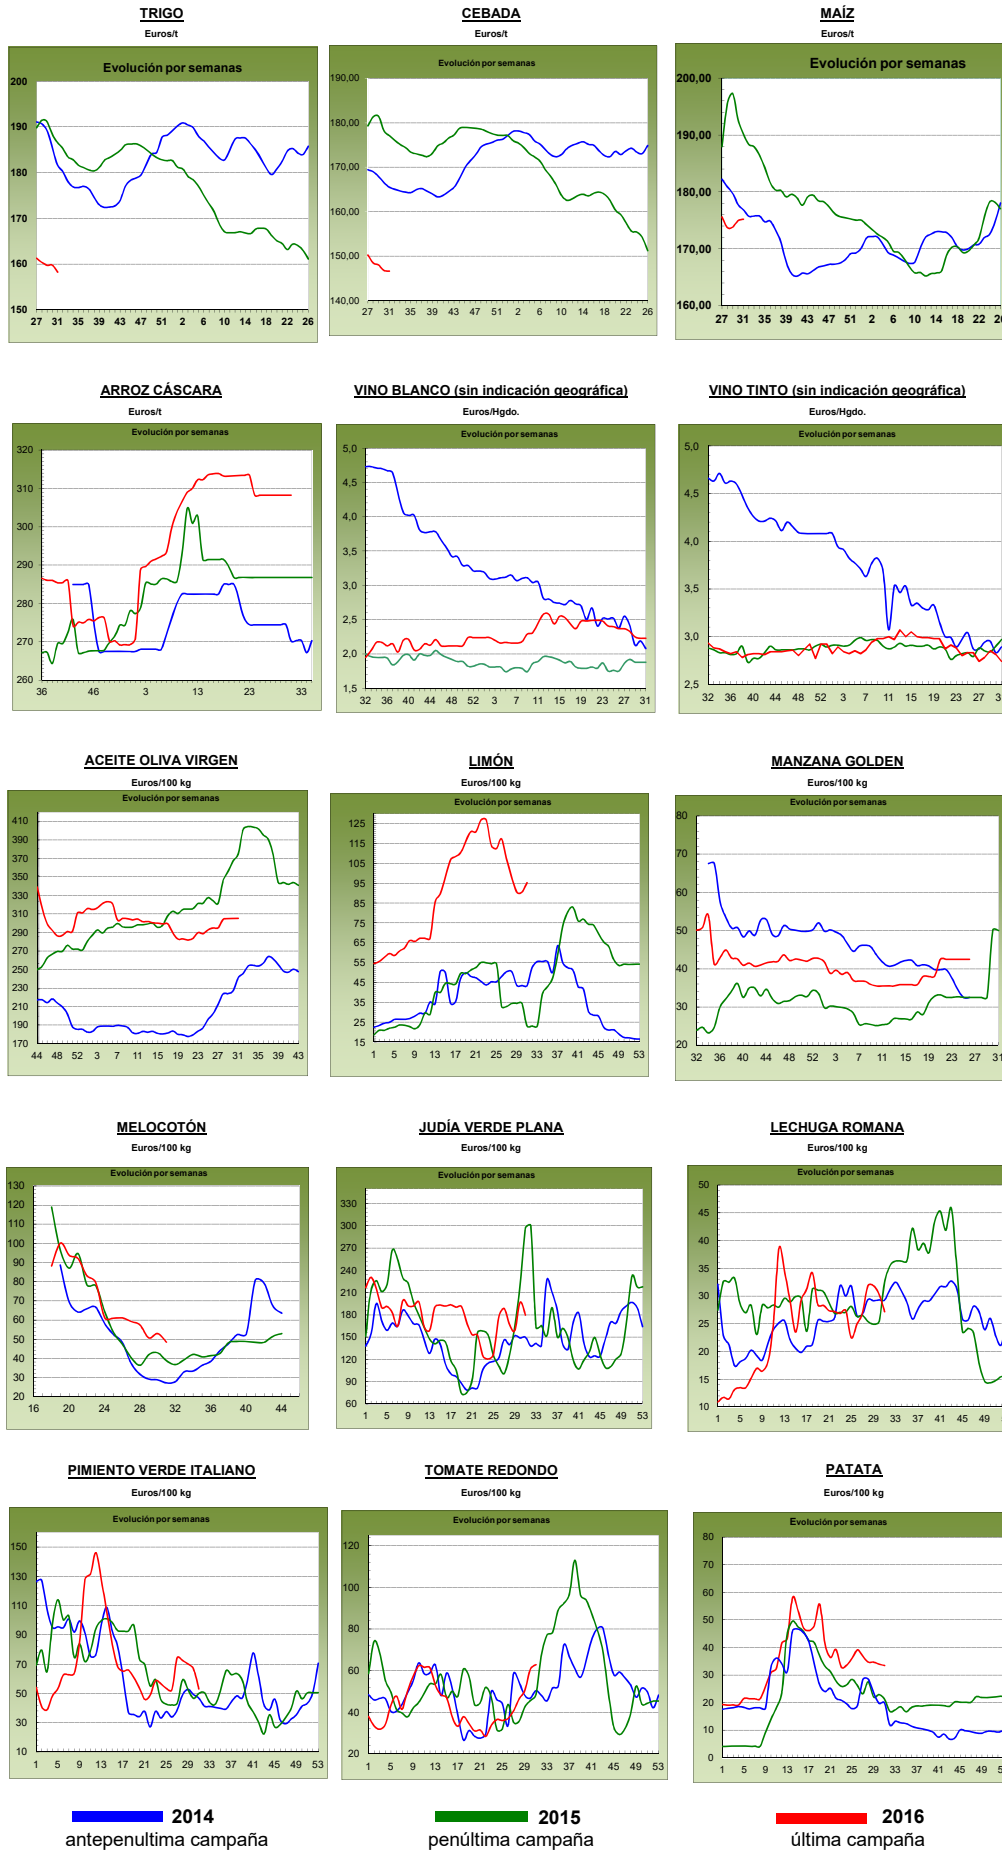 TRIGO
Euros/t
Evolución por semanas
200
190
180
170
160
150
27 31 35 39 43 47 51 2 6 10 14 18 22 26
CEBADA
Euros/t
Evolución por semanas
190,00
180,00
170,00
160,00
150,00
140,00
27 31 35 39 43 47 51 2 6 10 14 18 22 26
MAÍZ
Euros/t
Evolución por semanas
200,00
190,00
180,00
170,00
160,00
27 31 35 39 43 47 51 2 6 10 14 18 22
ARROZ CÁSCARA
Euros/t
Evolución por semanas
320
310
300
290
280
270
260
36 46 3 13 23 33
VINO BLANCO (sin indicación geográfica)
Euros/Hgdo.
Evolución por semanas
5,0
4,5
4,0
3,5
3,0
2,5
2,0
1,5
32 36 40 44 48 52 3 7 11 15 19 23 27 31
VINO TINTO (sin indicación geográfica)
Euros/Hgdo.
Evolución por semanas
5,0
4,5
4,0
3,5
3,0
2,5
32 36 40 44 48 52 3 7 11 15 19 23 27
ACEITE OLIVA VIRGEN
Euros/100 kg
Evolución por semanas
410
390
370
350
330
310
290
270
250
230
210
190
170
44 48 52 3 7 11 15 19 23 27 31 35 39 43
LIMÓN
Euros/100 kg
Evolución por semanas
125
115
105
95
85
75
65
55
45
35
25
15
1 5 9 13 17 21 25 29 33 37 41 45 49 53
MANZANA GOLDEN
Euros/100 kg
Evolución por semanas
80
70
60
50
40
30
20
32 36 40 44 48 52 3 7 11 15 19 23 27 31
MELOCOTÓN
Euros/100 kg
Evolución por semanas
130
120
110
100
90
80
70
60
50
40
30
20
16 20 24 28 32 36 40 44
JUDÍA VERDE PLANA
Euros/100 kg
Evolución por semanas
330
300
270
240
210
180
150
120
90
60
1 5 9 13 17 21 25 29 33 37 41 45 49 53
LECHUGA ROMANA
Euros/100 kg
Evolución por semanas
50
45
40
35
30
25
20
15
10
1 5 9 13 17 21 25 29 33 37 41 45 49
PIMIENTO VERDE ITALIANO
Euros/100 kg
Evolución por semanas
150
130
110
90
70
50
30
10
1 5 9 13 17 21 25 29 33 37 41 45 49 53
TOMATE REDONDO
Euros/100 kg
Evolución por semanas
120
100
80
60
40
20
1 5 9 13 17 21 25 29 33 37 41 45 49 53
PATATA
Euros/100 kg
Evolución por semanas
80
70
60
50
40
30
20
10
0
1 5 9 13 17 21 25 29 33 37 41 45 49
2014
antepenultima campaña
2015
penúltima campaña
2016
última campaña